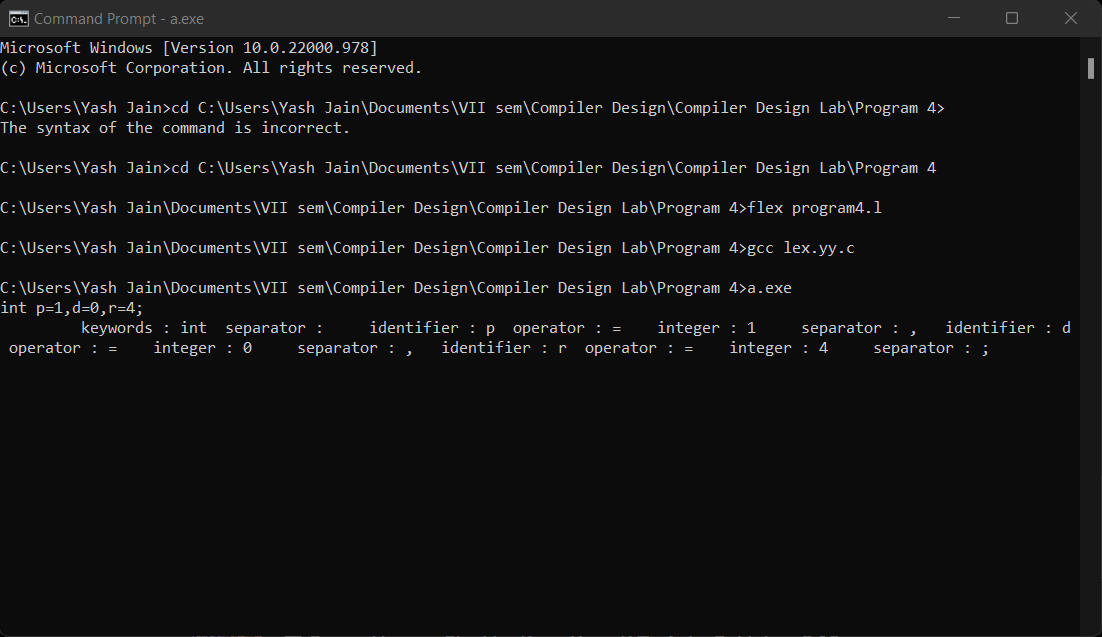 Command Prompt - a.exe
Microsoft Windows [Version 10.0.22000.978]
(c) Microsoft Corporation. All rights reserved.
C:\Users\Yash Jain>cd C:\Users\Yash Jain\Documents\VII sem\Compiler Design\Compiler Design Lab\Program 4>
The syntax of the command is incorrect.
C:\Users\Yash Jain>cd C:\Users\Yash Jain\Documents\VII sem\Compiler Design\Compiler Design Lab\Program 4
C:\Users\Yash Jain\Documents\VII sem\Compiler Design\Compiler Design Lab\Program 4>flex program4.l
C:\Users\Yash Jain\Documents\VII sem\Compiler Design\Compiler Design Lab\Program 4>gcc lex.yy.c
C:\Users\Yash Jain\Documents\VII sem\Compiler Design\Compiler Design Lab\Program 4>a.exe
int p=1,d=0,r=4;
keywords : int  separator :     identifier : p  operator : =    integer : 1     separator : ,   identifier : d
operator : =    integer : 0     separator : ,   identifier : r  operator : =    integer : 4     separator : ;